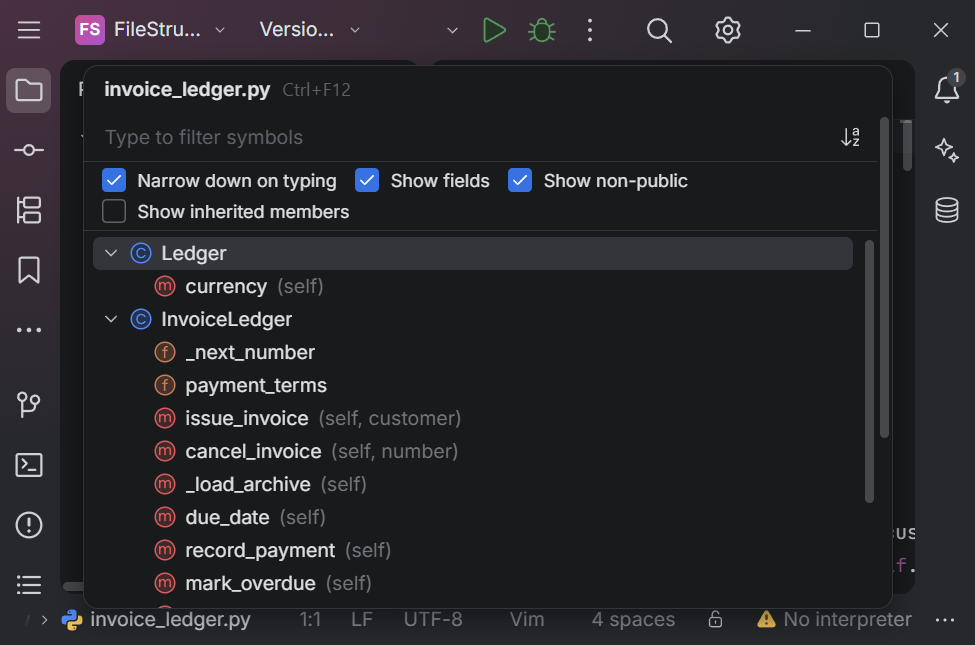 FS FileStru... Versio...
1
invoice_ledger.py Ctrl+F12
Type to filter symbols
Narrow down on typing Show fields Show non-public
Show inherited members
C Ledger
m currency (self)
C InvoiceLedger
f _next_number
f payment_terms
m issue_invoice (self, customer)
m cancel_invoice (self, number)
m _load_archive (self)
m due_date (self)
m record_payment (self)
m mark_overdue (self)
invoice_ledger.py 1:1 LF UTF-8 Vim 4 spaces No interpreter